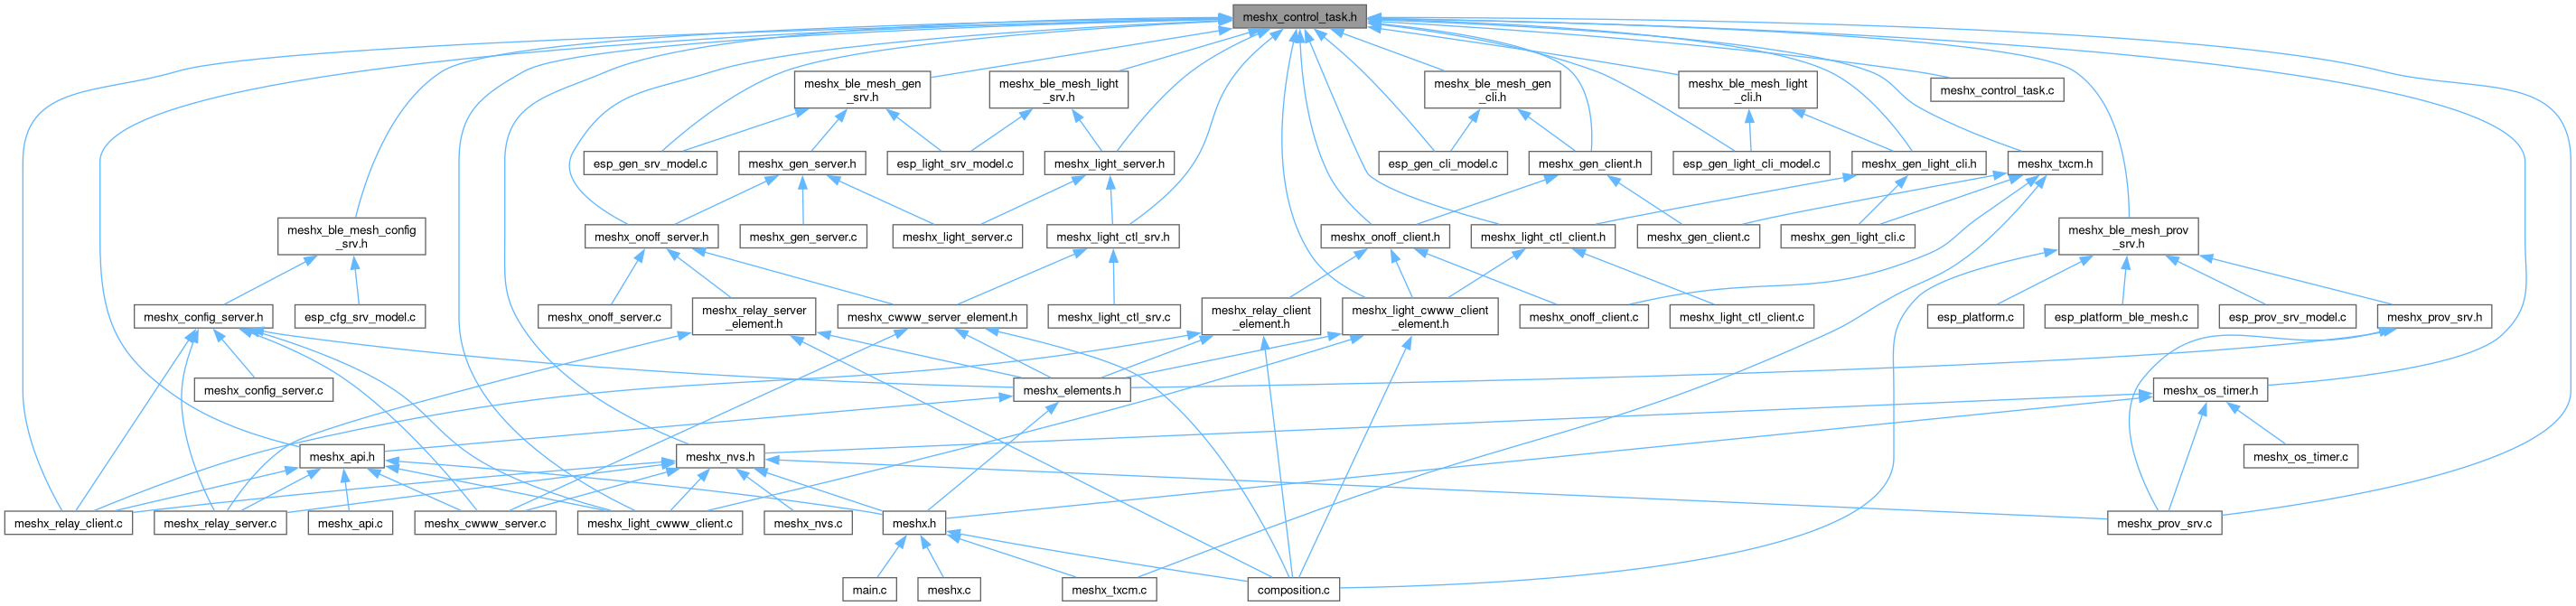 meshx_control_task.h
meshx_ble_mesh_gen
_srv.h
meshx_ble_mesh_light
_srv.h
meshx_ble_mesh_gen
_cli.h
meshx_ble_mesh_light
_cli.h
meshx_control_task.c
esp_gen_srv_model.c
meshx_gen_server.h
esp_light_srv_model.c
meshx_light_server.h
esp_gen_cli_model.c
meshx_gen_client.h
esp_gen_light_cli_model.c
meshx_gen_light_cli.h
meshx_txcm.h
meshx_ble_mesh_config
_srv.h
meshx_onoff_server.h
meshx_gen_server.c
meshx_light_server.c
meshx_light_ctl_srv.h
meshx_onoff_client.h
meshx_light_ctl_client.h
meshx_gen_client.c
meshx_gen_light_cli.c
meshx_ble_mesh_prov
_srv.h
meshx_config_server.h
esp_cfg_srv_model.c
meshx_onoff_server.c
meshx_relay_server
_element.h
meshx_cwww_server_element.h
meshx_light_ctl_srv.c
meshx_relay_client
_element.h
meshx_light_cwww_client
_element.h
meshx_onoff_client.c
meshx_light_ctl_client.c
esp_platform.c
esp_platform_ble_mesh.c
esp_prov_srv_model.c
meshx_prov_srv.h
meshx_config_server.c
meshx_elements.h
meshx_os_timer.h
meshx_api.h
meshx_nvs.h
meshx_os_timer.c
meshx_relay_client.c
meshx_relay_server.c
meshx_api.c
meshx_cwww_server.c
meshx_light_cwww_client.c
meshx_nvs.c
meshx.h
meshx_prov_srv.c
main.c
meshx.c
meshx_txcm.c
composition.c